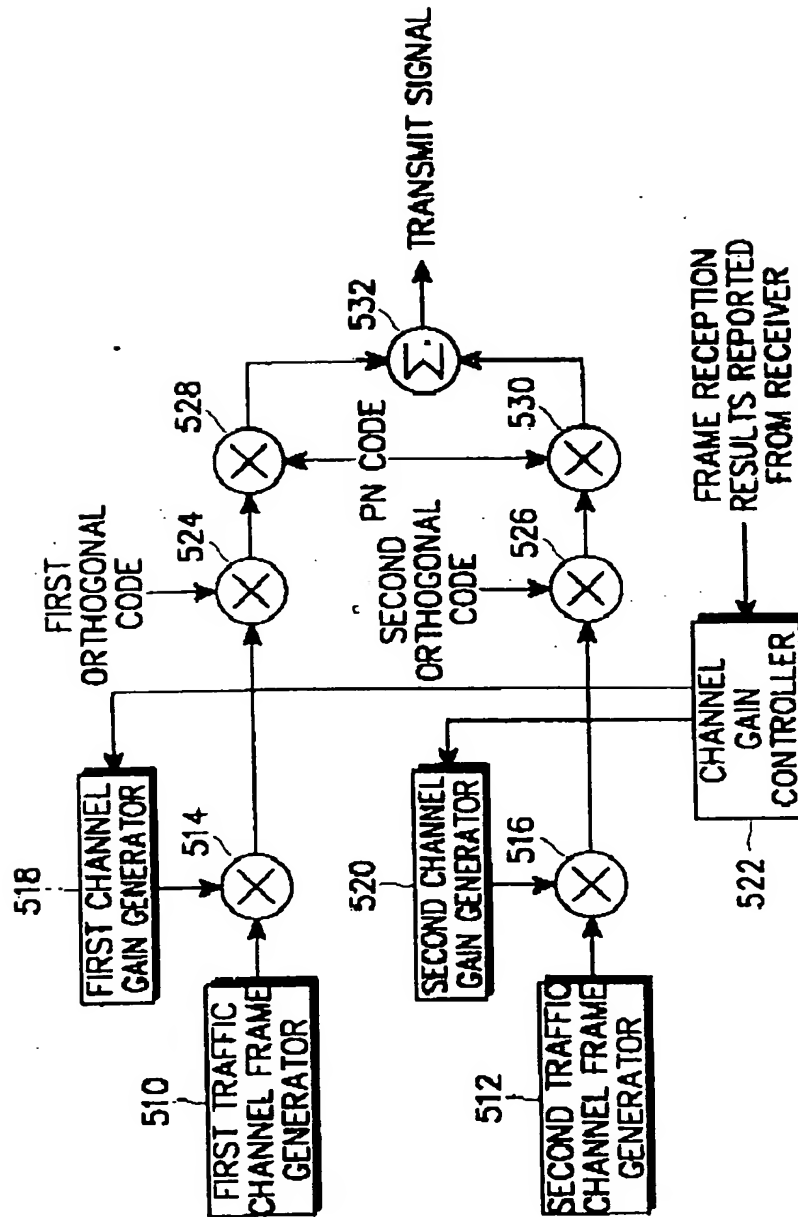 518
FIRST CHANNEL
GAIN GENERATOR
510
FIRST TRAFFIC
CHANNEL FRAME
GENERATOR
514
FIRST
ORTHOGONAL
CODE
524
528
PN CODE
532
TRANSMIT SIGNAL
Σ
520
SECOND CHANNEL
GAIN GENERATOR
512
SECOND TRAFFIC
CHANNEL FRAME
GENERATOR
516
SECOND
ORTHOGONAL
CODE
526
530
522
CHANNEL
GAIN
CONTROLLER
FRAME RECEPTION
RESULTS REPORTED
FROM RECEIVER